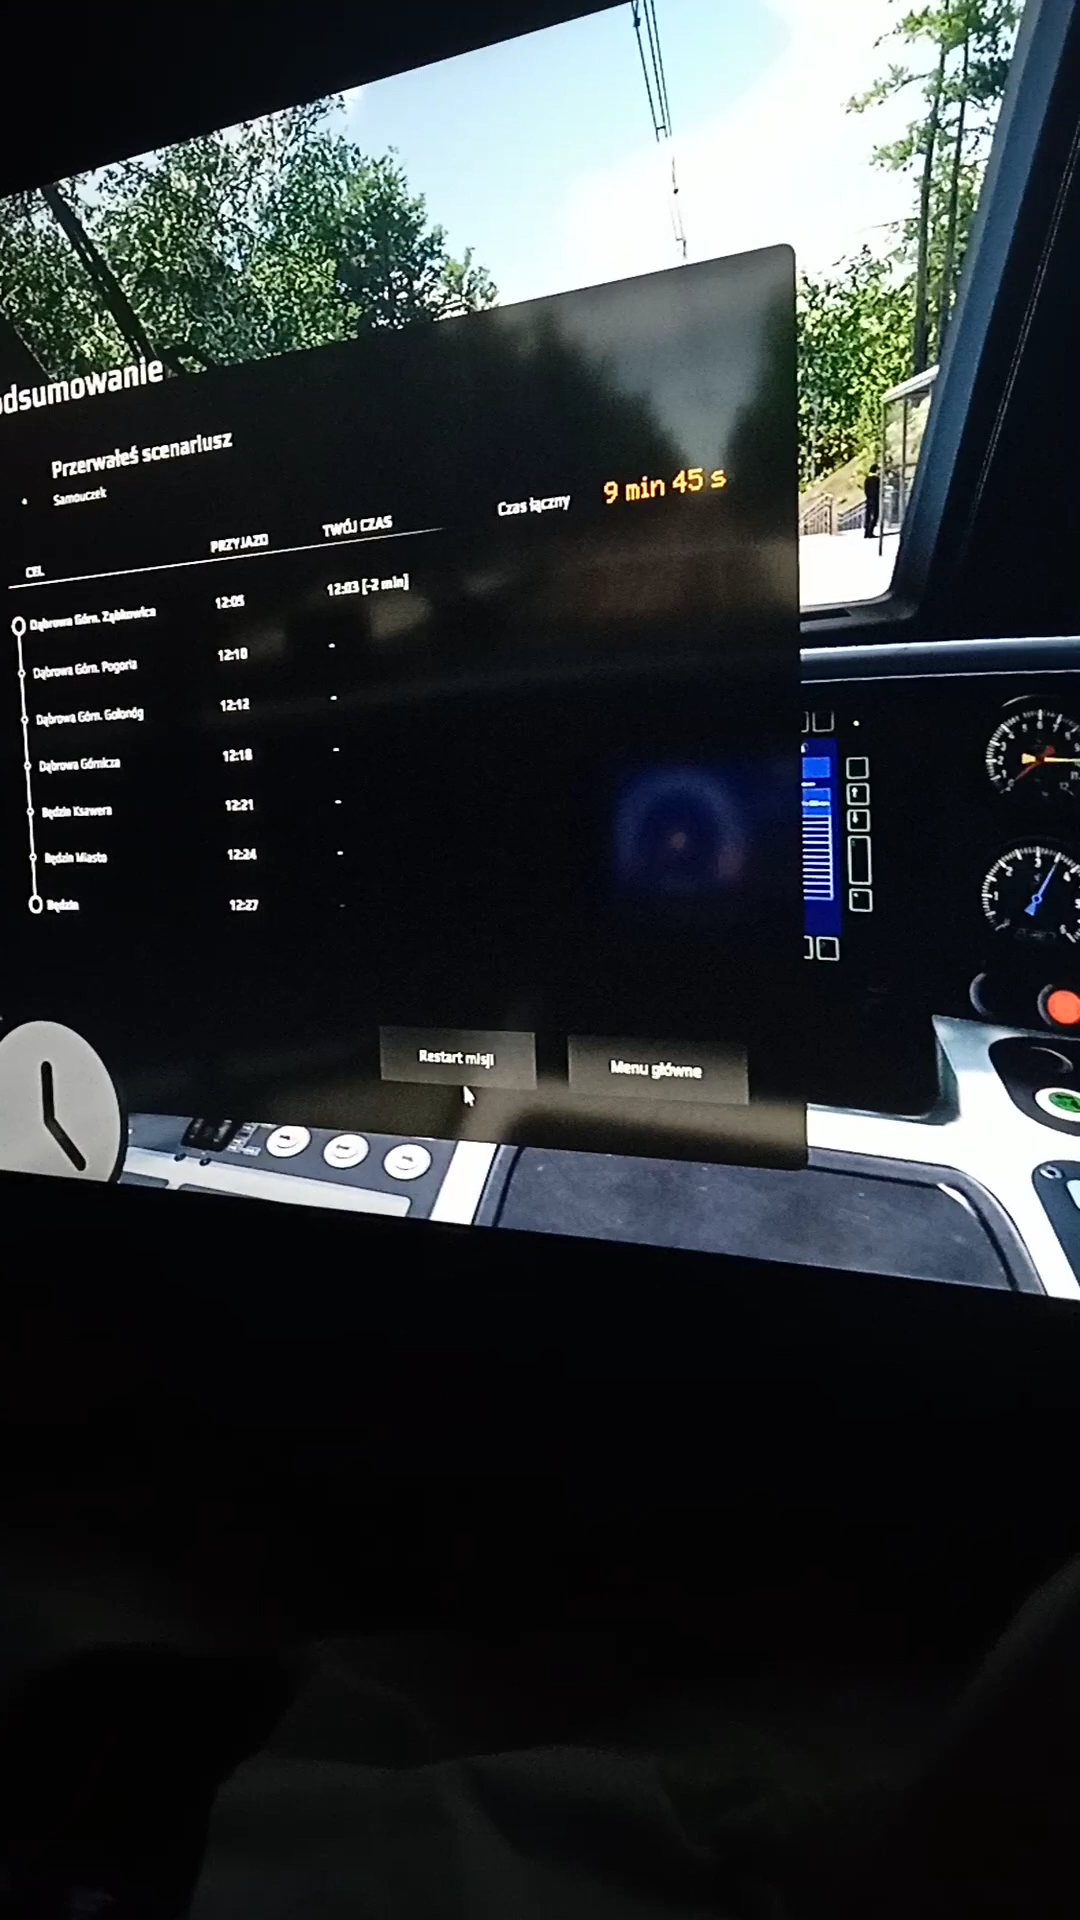 odsumowanie
Przerwałeś scenariusz
Samouczek
Czas łączny 9 min 45 s
CEL PRZYJAZD TWÓJ CZAS
Dąbrowa Górn. Ząbkowice 12:05 12:03 [-2 min]
Dąbrowa Górn. Pogoria 12:10 -
Dąbrowa Górn. Gołonóg 12:12 -
Dąbrowa Górnicza 12:18 -
Będzin Ksawera 12:21 -
Będzin Miasto 12:24 -
Będzin 12:27 -
Restart misji Menu główne